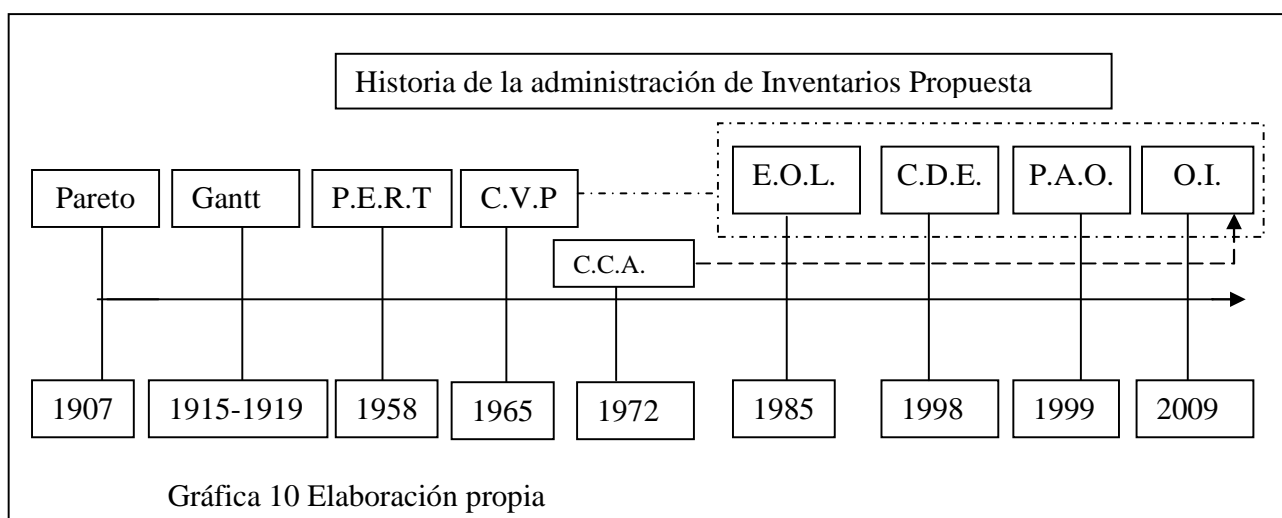 Historia de la administración de Inventarios Propuesta
Pareto Gantt P.E.R.T C.V.P E.O.L. C.D.E. P.A.O. O.I.
C.C.A.
1907 1915-1919 1958 1965 1972 1985 1998 1999 2009
Gráfica 10 Elaboración propia